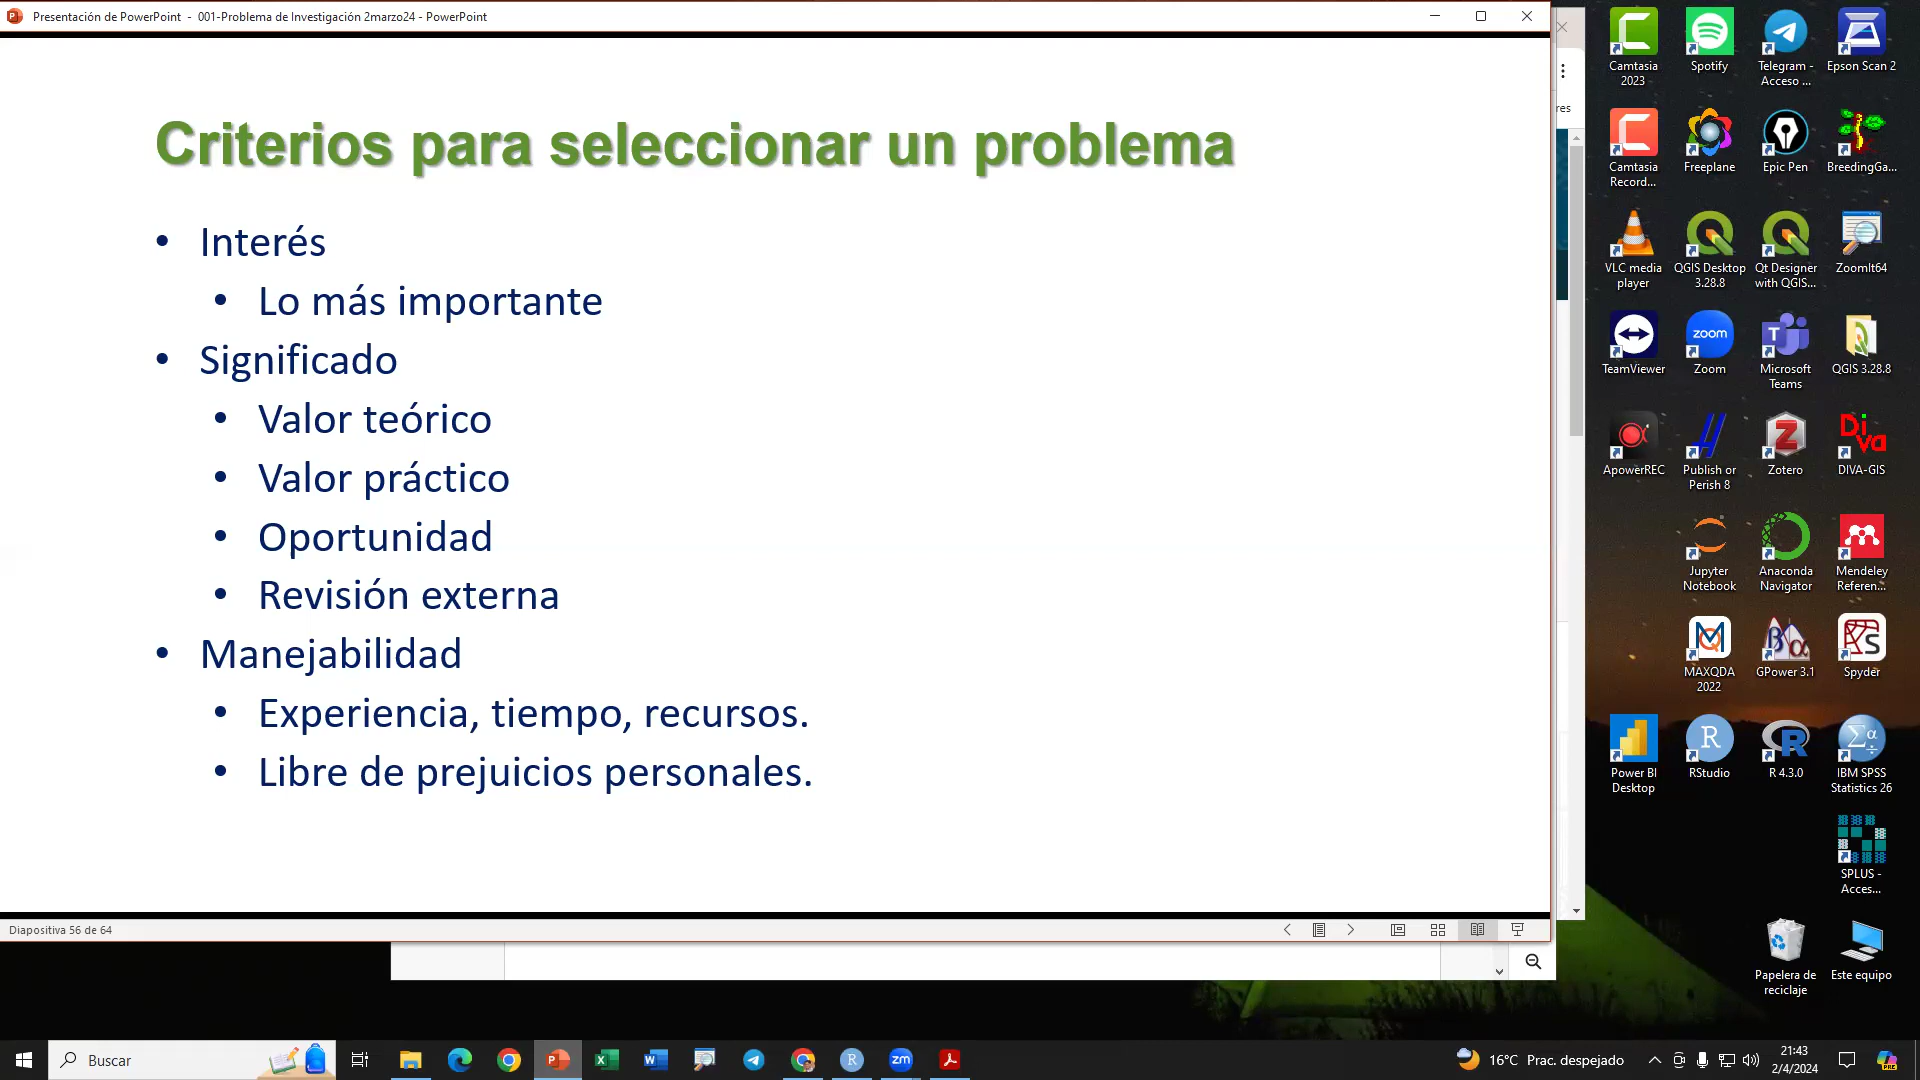 Presentación de PowerPoint - 001-Problema de Investigación 2marzo24 - PowerPoint
Criterios para seleccionar un problema
• Interés
• Lo más importante
• Significado
• Valor teórico
• Valor práctico
• Oportunidad
• Revisión externa
• Manejabilidad
• Experiencia, tiempo, recursos.
• Libre de prejuicios personales.
Diapositiva 56 de 64
res
Camtasia 2023
Spotify
Telegram - Acceso ...
Epson Scan 2
Camtasia Record...
Freeplane
Epic Pen
BreedingGa...
VLC media player
QGIS Desktop 3.28.8
Qt Designer with QGIS...
ZoomIt64
TeamViewer
zoom
Zoom
Microsoft Teams
QGIS 3.28.8
ApowerREC
Publish or Perish 8
Zotero
Diva
DIVA-GIS
Jupyter Notebook
Anaconda Navigator
Mendeley Referen...
MAXQDA 2022
GPower 3.1
Spyder
Power BI Desktop
RStudio
R 4.3.0
IBM SPSS Statistics 26
SPLUS - Acces...
Papelera de reciclaje
Este equipo
Buscar
zm
16°C Prac. despejado
21:43
2/4/2024